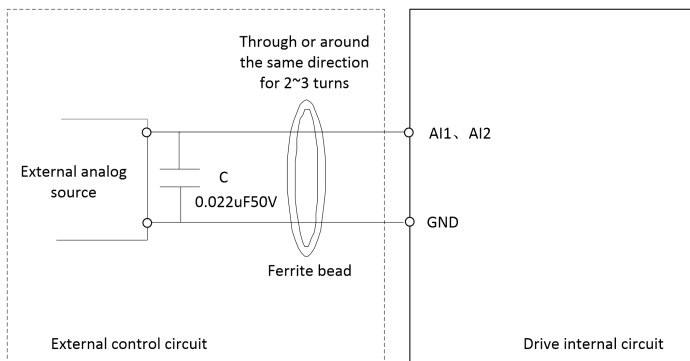 Through or around
the same direction
for 2~3 turns
AI1、AI2
External analog
source
C
0.022uF50V
GND
Ferrite bead
External control circuit
Drive internal circuit